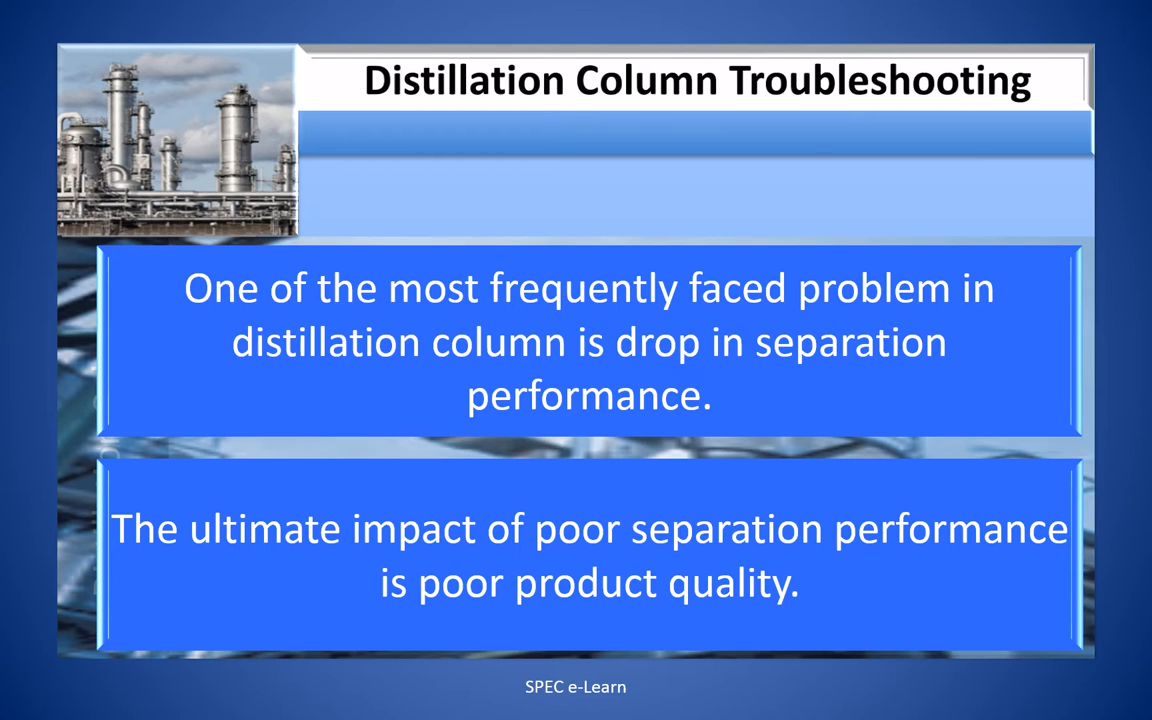 Distillation Column Troubleshooting
One of the most frequently faced problem in
distillation column is drop in separation
performance.
The ultimate impact of poor separation performance
is poor product quality.
SPEC e-Learn